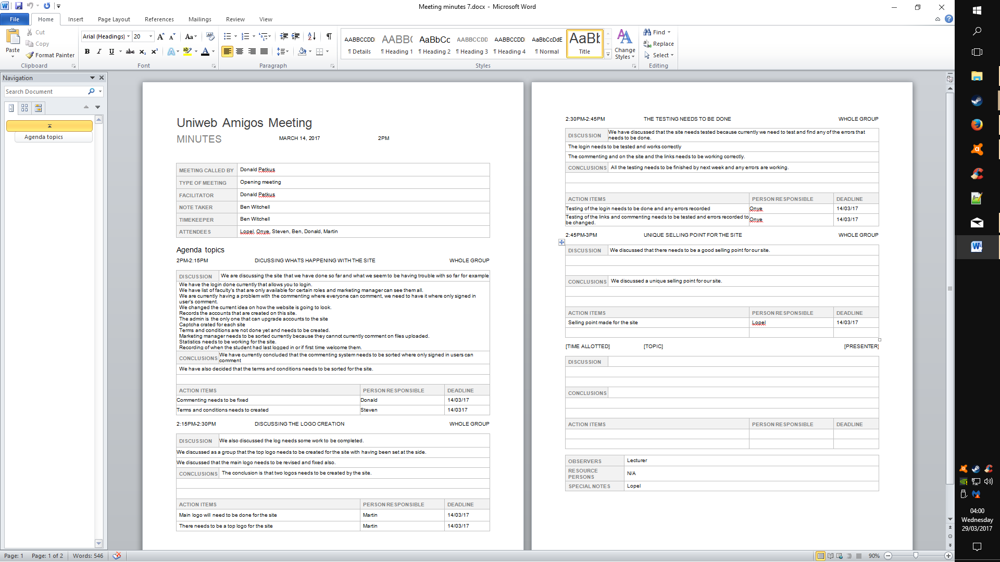 Meeting minutes 7.docx - Microsoft Word
File Home Insert Page Layout References Mailings Review View
Paste
Cut
Copy
Format Painter
Clipboard
Arial (Headings) 20
Font
Paragraph
AABBCCDD AABBC AaBbCc AABBCCDD AABBCCDD AaBbCcDdE AaBb
¶ Details ¶ Heading 1 ¶ Heading 2 ¶ Heading 3 ¶ Heading 4 ¶ Normal Title
Change Styles
Styles
Find
Replace
Select
Editing
Navigation
Search Document
Agenda topics
Uniweb Amigos Meeting
MINUTES MARCH 14, 2017 2PM
MEETING CALLED BY Donald Petkus
TYPE OF MEETING Opening meeting
FACILITATOR Donald Petkus
NOTE TAKER Ben Witchell
TIMEKEEPER Ben Witchell
ATTENDEES Lopel, Onye, Steven, Ben, Donald, Martin
Agenda topics
2PM-2:15PM DICUSSING WHATS HAPPENING WITH THE SITE WHOLE GROUP
DISCUSSION We are discussing the site that we have done so far and what we seem to be having trouble with so far for example
We have the login done currently that allows you to login.
We have list of faculty's that are only available for certain roles and marketing manager can see them all.
We are currently having a problem with the commenting where everyone can comment, we need to have it where only signed in
user's comment.
We changed the current idea on how the website is going to look.
Records the accounts that are created on this site.
The admin is the only one that can upgrade accounts to the site
Captcha crated for each site
Terms and conditions are not done yet and needs to be created.
Marketing manager needs to be sorted currently because they cannot currently comment on files uploaded.
Statistics needs to be working for the site.
Recording of when the student had last logged in or if first time welcome them.
CONCLUSIONS We have currently concluded that the commenting system needs to be sorted where only signed in users can
comment
We have also decided that the terms and conditions needs to be sorted for the site.
ACTION ITEMS PERSON RESPONSIBLE DEADLINE
Commenting needs to be fixed Donald 14/03/17
Terms and conditions needs to created Steven 14/0317
2:15PM-2:30PM DISCUSSING THE LOGO CREATION WHOLE GROUP
DISCUSSION We also discussed the log needs some work to be completed.
We discussed as a group that the top logo needs to be created for the site with having been set at the side.
We discussed that the main logo needs to be revised and fixed also.
CONCLUSIONS The conclusion is that two logos needs to be created by the site.
ACTION ITEMS PERSON RESPONSIBLE DEADLINE
Main logo will need to be done for the site Martin 14/03/17
There needs to be a top logo for the site Martin 14/03/17
2:30PM-2:45PM THE TESTING NEEDS TO BE DONE WHOLE GROUP
DISCUSSION We have discussed that the site needs tested because currently we need to test and find any of the errors that
needs to be done.
The login needs to be tested and works correctly
The commenting and on the site and the links needs to be working correctly.
CONCLUSIONS All the testing needs to be finished by next week and any errors are working.
ACTION ITEMS PERSON RESPONSIBLE DEADLINE
Testing of the login needs to be done and any errors recorded Onye 14/03/17
Testing of the links and commenting needs to be tested and errors recorded to
be changed. Onye 14/03/17
2:45PM-3PM UNIQUE SELLING POINT FOR THE SITE WHOLE GROUP
DISCUSSION We discussed that there needs to be a good selling point for our site.
CONCLUSIONS We discussed a unique selling point for our site.
ACTION ITEMS PERSON RESPONSIBLE DEADLINE
Selling point made for the site Lopel 14/03/17
[TIME ALLOTTED] [TOPIC] [PRESENTER]
DISCUSSION
CONCLUSIONS
ACTION ITEMS PERSON RESPONSIBLE DEADLINE
OBSERVERS Lecturer
RESOURCE
PERSONS N/A
SPECIAL NOTES Lopel
Page: 1 Page: 1 of 2 Words: 546
90%
04:00
Wednesday
29/03/2017